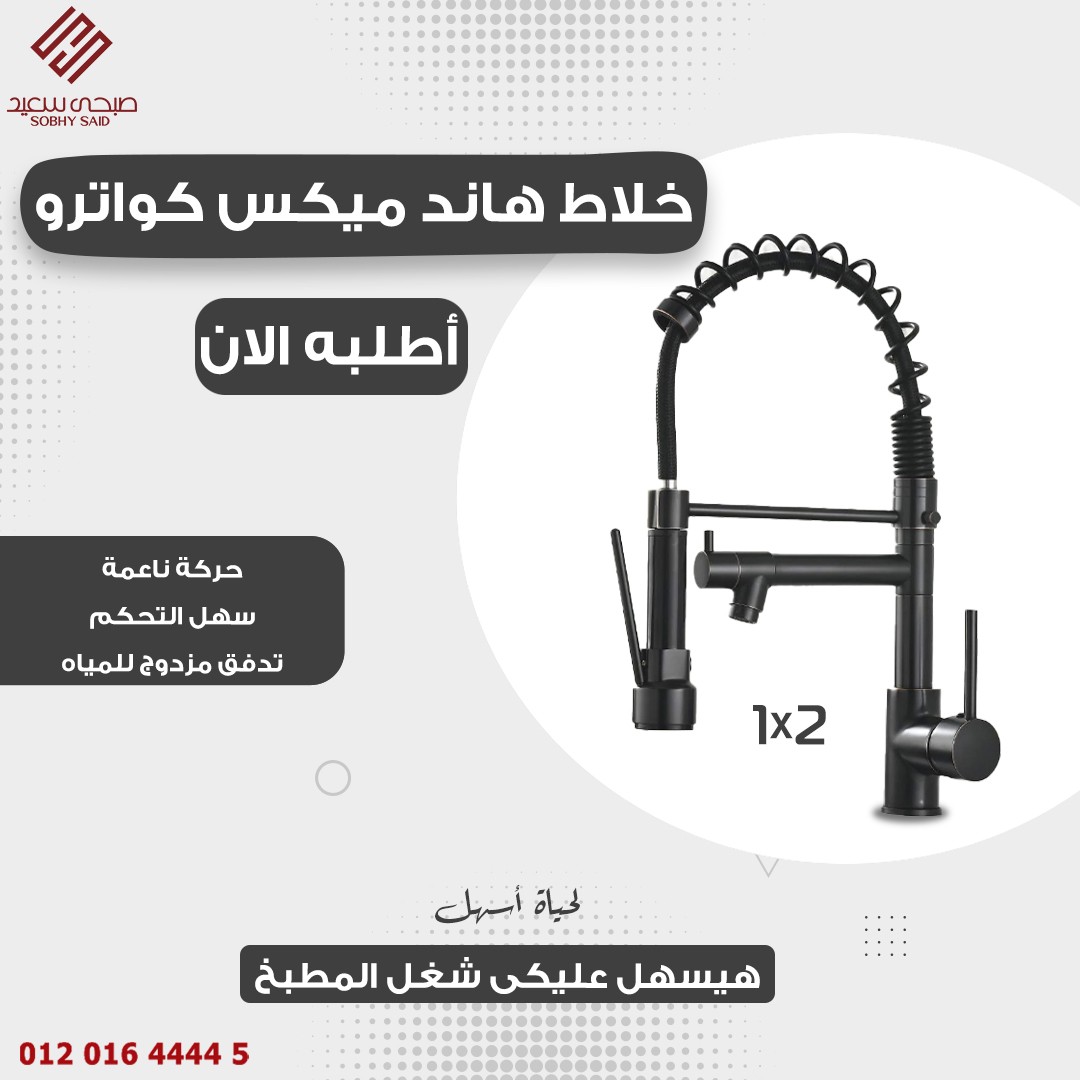 صبحى سعيد
SOBHY SAID
خلاط هاند ميكس كواترو
أطلبه الان
حركة ناعمة
سهل التحكم
تدفق مزدوج للمياه
1x2
لحياة أسهل
هيسهل عليكى شغل المطبخ
012 016 4444 5